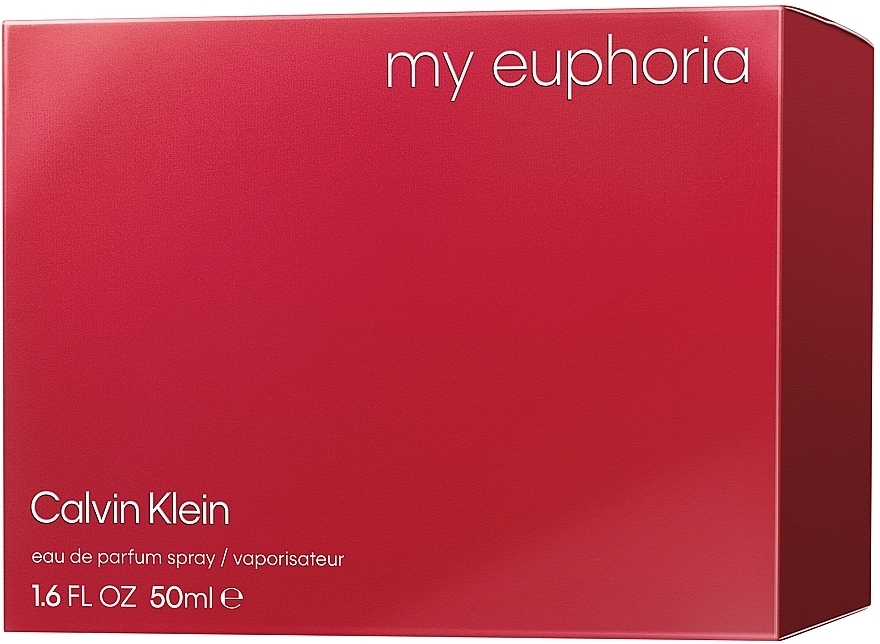 my euphoria
Calvin Klein
eau de parfum spray / vaporisateur
1.6 FL OZ 50ml ℮